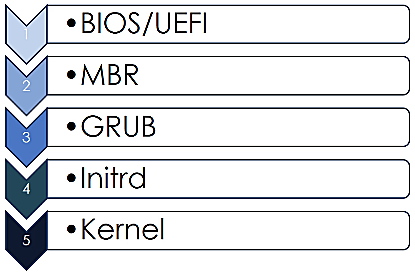 1 •BIOS/UEFI
2 •MBR
3 •GRUB
4 •Initrd
5 •Kernel